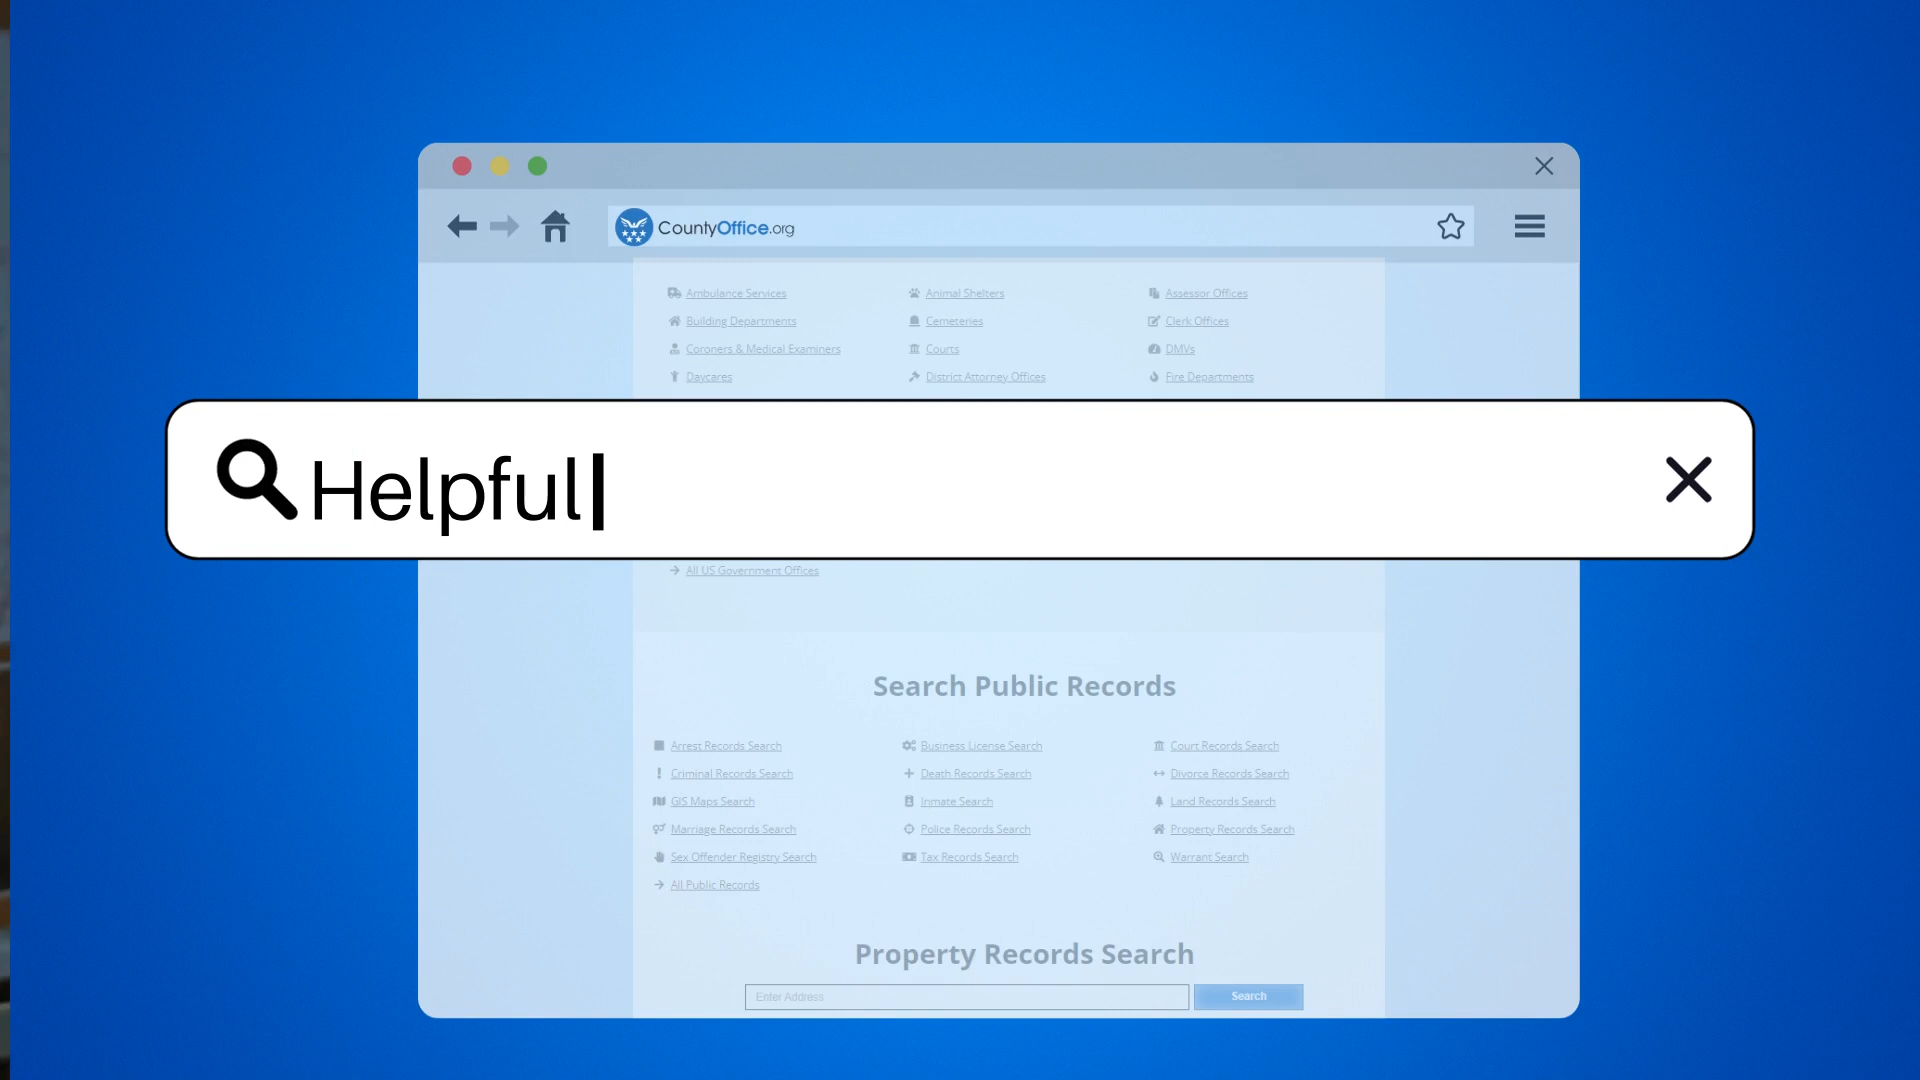 CountyOffice.org
Ambulance Services Animal Shelters Assessor Offices
Building Departments Cemeteries Clerk Offices
Coroners & Medical Examiners Courts DMVs
Daycares District Attorney Offices Fire Departments
Helpful
All US Government Offices
Search Public Records
Arrest Records Search Business License Search Court Records Search
Criminal Records Search Death Records Search Divorce Records Search
GIS Maps Search Inmate Search Land Records Search
Marriage Records Search Police Records Search Property Records Search
Sex Offender Registry Search Tax Records Search Warrant Search
All Public Records
Property Records Search
Enter Address Search